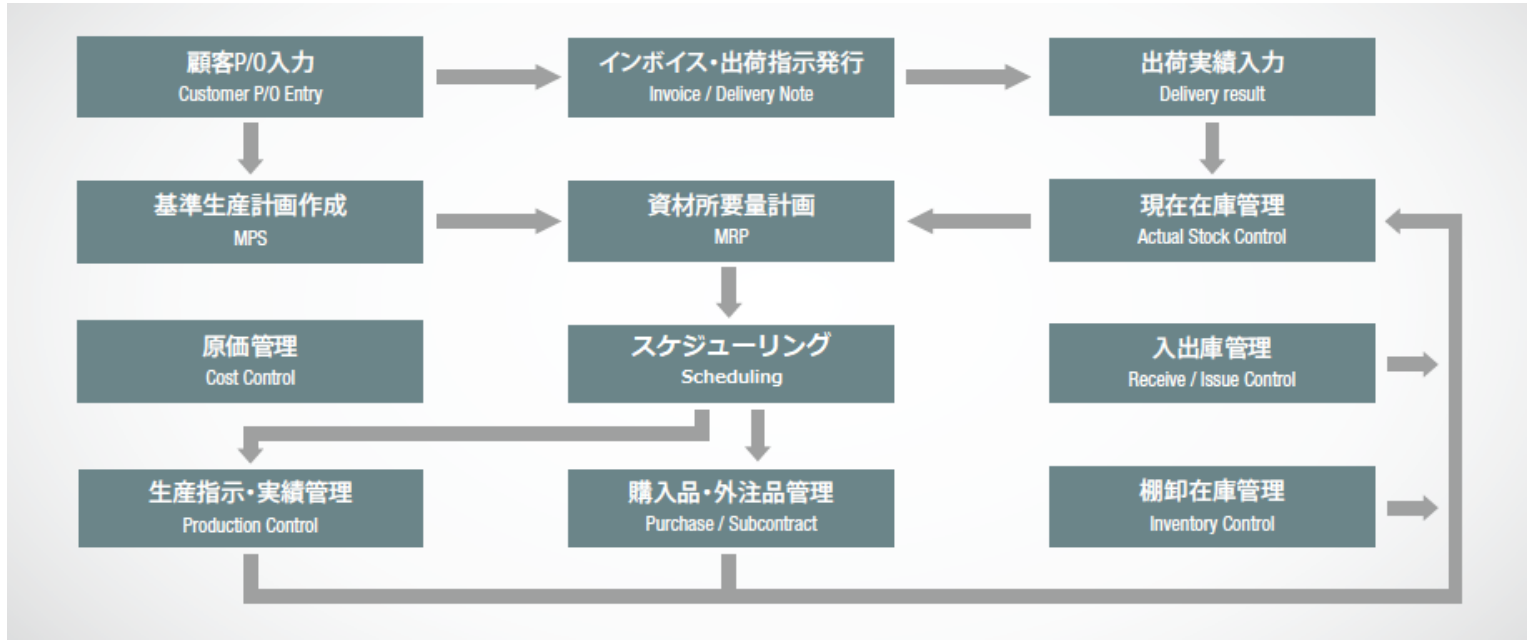 顧客P/O入力
Customer P/O Entry
インボイス・出荷指示発行
Invoice / Delivery Note
出荷実績入力
Delivery result
基準生産計画作成
MPS
資材所要量計画
MRP
現在在庫管理
Actual Stock Control
原価管理
Cost Control
スケジューリング
Scheduling
入出庫管理
Receive / Issue Control
生産指示・実績管理
Production Control
購入品・外注品管理
Purchase / Subcontract
棚卸在庫管理
Inventory Control